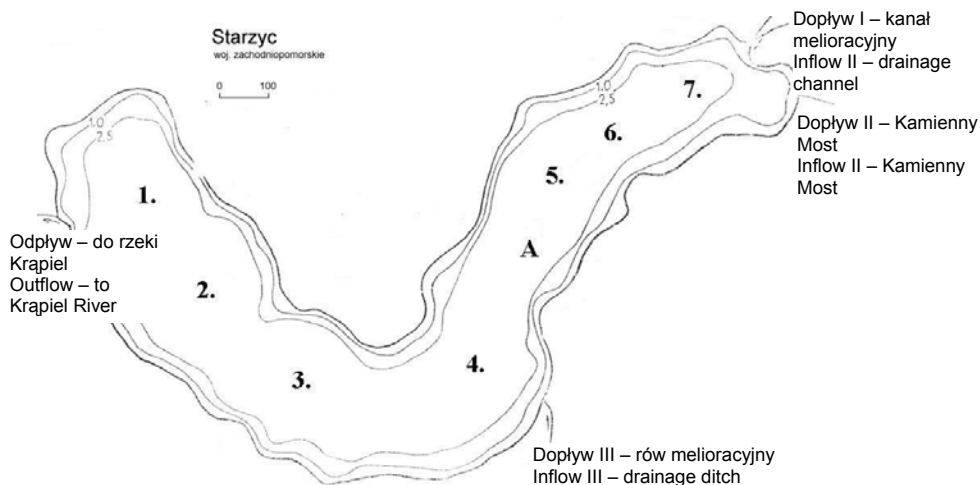 Starzyc
woj. zachodniopomorskie
0 100
Dopływ I – kanał
melioracyjny
Inflow II – drainage
channel
Dopływ II – Kamienny
Most
Inflow II – Kamienny
Most
1.0
2,5
7.
6.
5.
A
4.
3.
2.
1.
1.0
2.5
Odpływ – do rzeki
Krąpiel
Outflow – to
Krąpiel River
Dopływ III – rów melioracyjny
Inflow III – drainage ditch